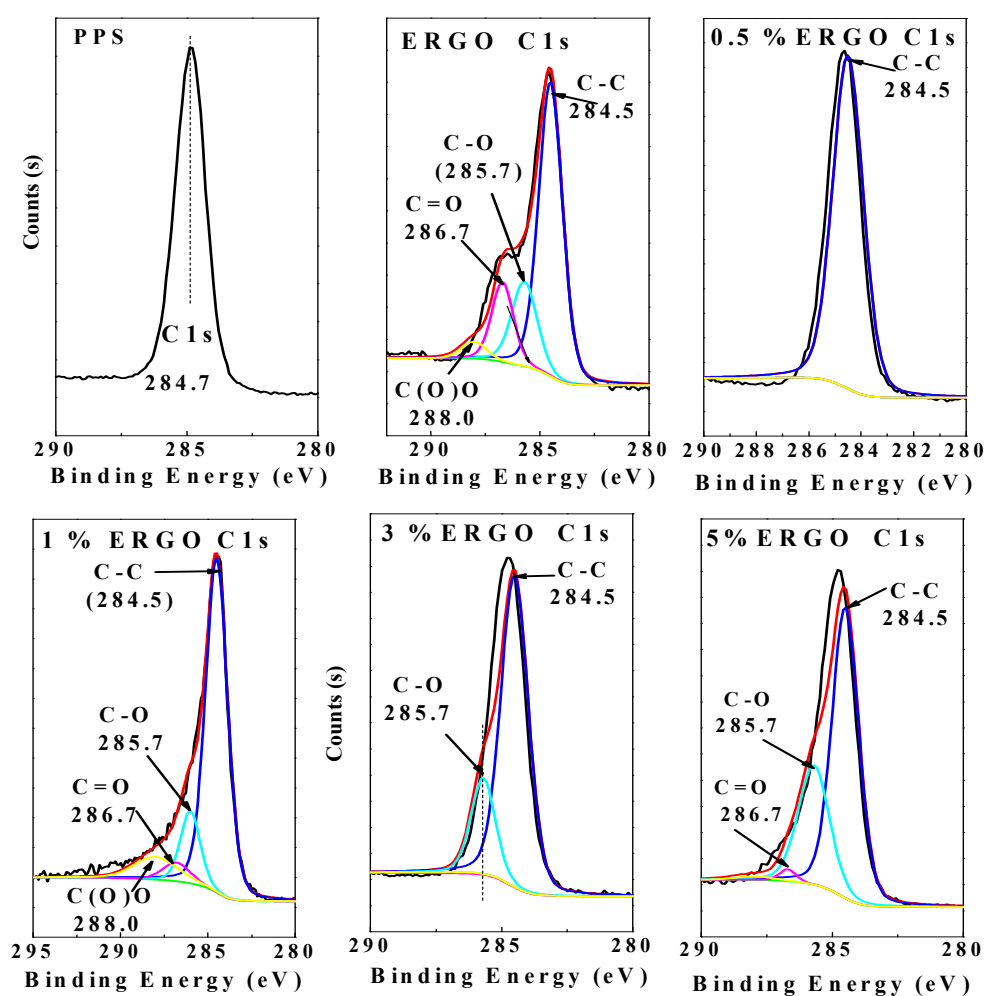 PPS
Counts (s)
C1s
284.7
290 285 280
Binding Energy (eV)
ERGO C1s
C-C
284.5
C-O
(285.7)
C=O
286.7
C(O)O
288.0
290 285 280
Binding Energy (eV)
0.5 % ERGO C1s
C-C
284.5
290 288 286 284 282 280
Binding Energy (eV)
1 % ERGO C1s
C-C
(284.5)
C-O
285.7
C=O
286.7
C(O)O
288.0
295 290 285 280
Binding Energy (eV)
3 % ERGO C1s
Counts (s)
C-C
284.5
C-O
285.7
290 285 280
Binding Energy (eV)
5% ERGO C1s
C-C
284.5
C-O
285.7
C=O
286.7
290 285 280
Binding Energy (eV)